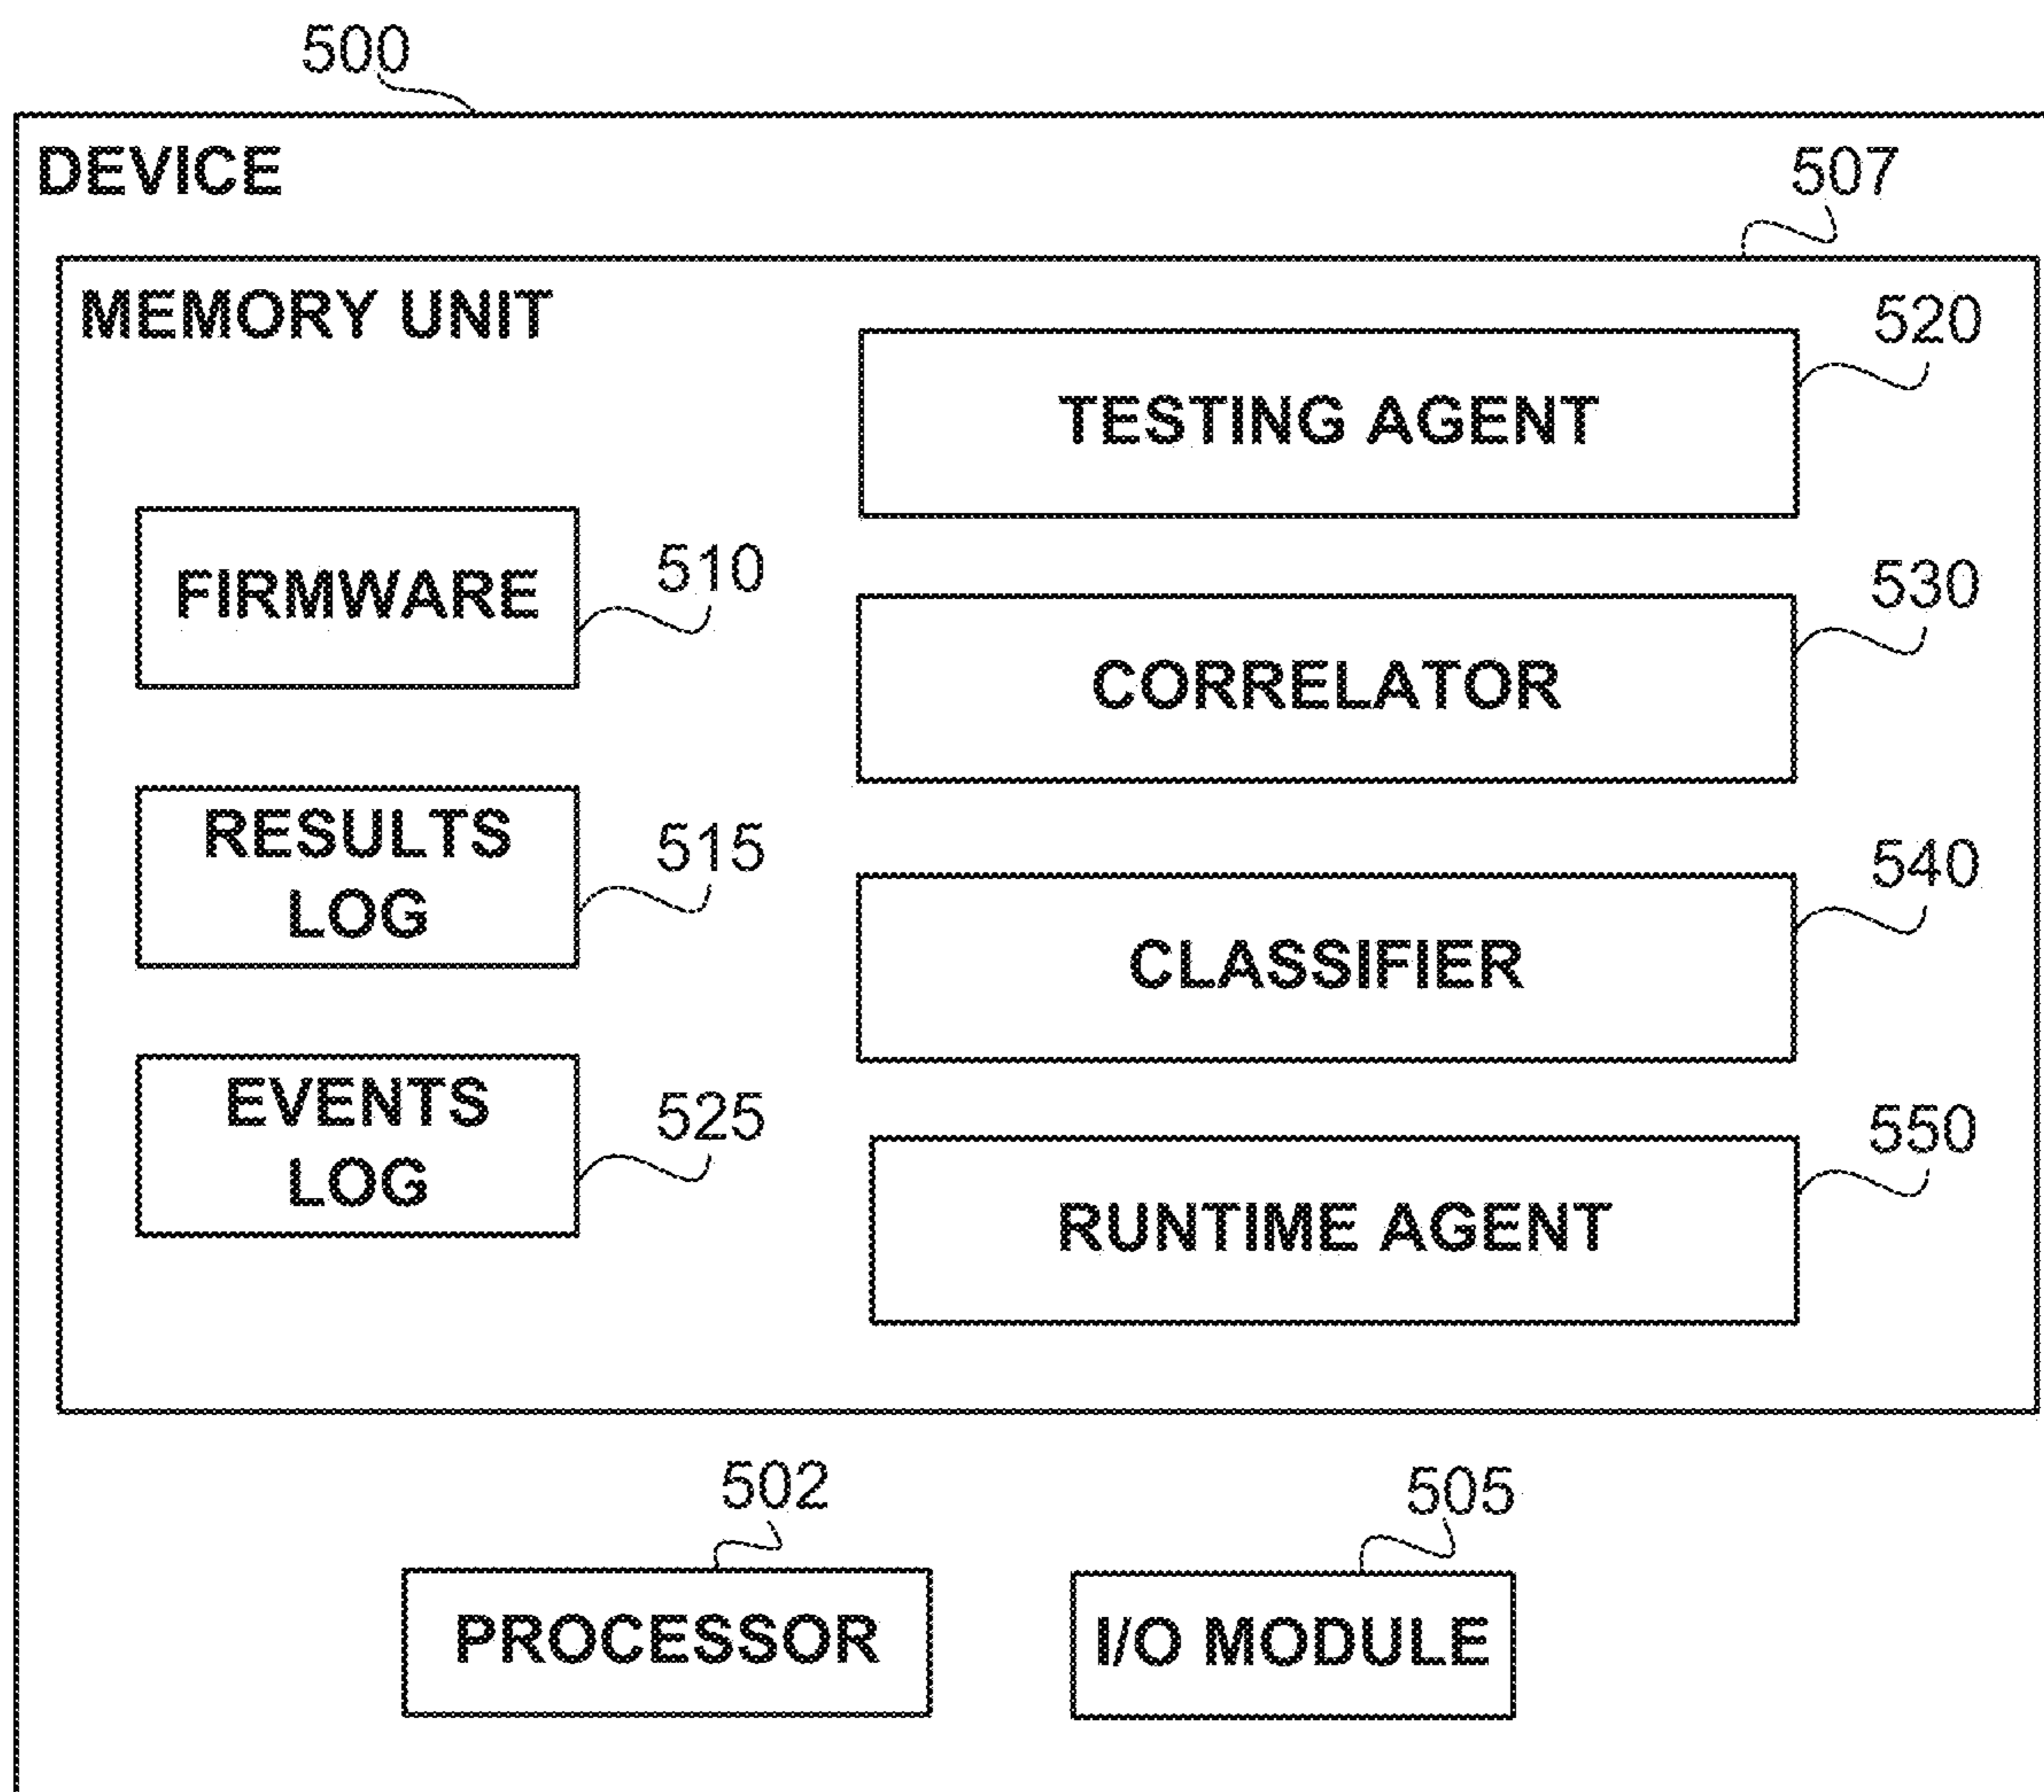 500
DEVICE
507
MEMORY UNIT
520
TESTING AGENT
FIRMWARE
510
530
CORRELATOR
RESULTS
LOG
515
540
CLASSIFIER
EVENTS
LOG
525
550
RUNTIME AGENT
502
PROCESSOR
505
I/O MODULE